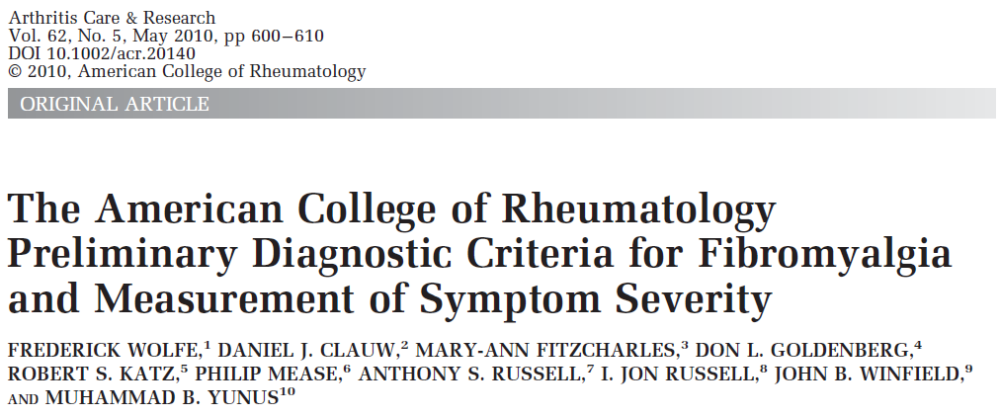 Arthritis Care & Research
Vol. 62, No. 5, May 2010, pp 600–610
DOI 10.1002/acr.20140
© 2010, American College of Rheumatology
ORIGINAL ARTICLE
The American College of Rheumatology
Preliminary Diagnostic Criteria for Fibromyalgia
and Measurement of Symptom Severity
FREDERICK WOLFE,¹ DANIEL J. CLAUW,² MARY-ANN FITZCHARLES,³ DON L. GOLDENBERG,⁴
ROBERT S. KATZ,⁵ PHILIP MEASE,⁶ ANTHONY S. RUSSELL,⁷ I. JON RUSSELL,⁸ JOHN B. WINFIELD,⁹
AND MUHAMMAD B. YUNUS¹⁰